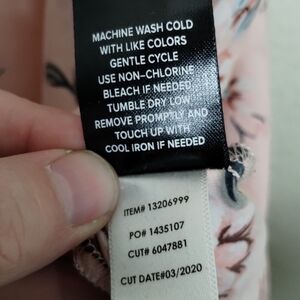 MACHINE WASH COLD
WITH LIKE COLORS
GENTLE CYCLE
USE NON-CHLORINE
BLEACH IF NEEDED
TUMBLE DRY LOW
REMOVE PROMPTLY AND
TOUCH UP WITH
COOL IRON IF NEEDED
ITEM# 13206999
PO# 1435107
CUT# 6047881
CUT DATE#03/2020